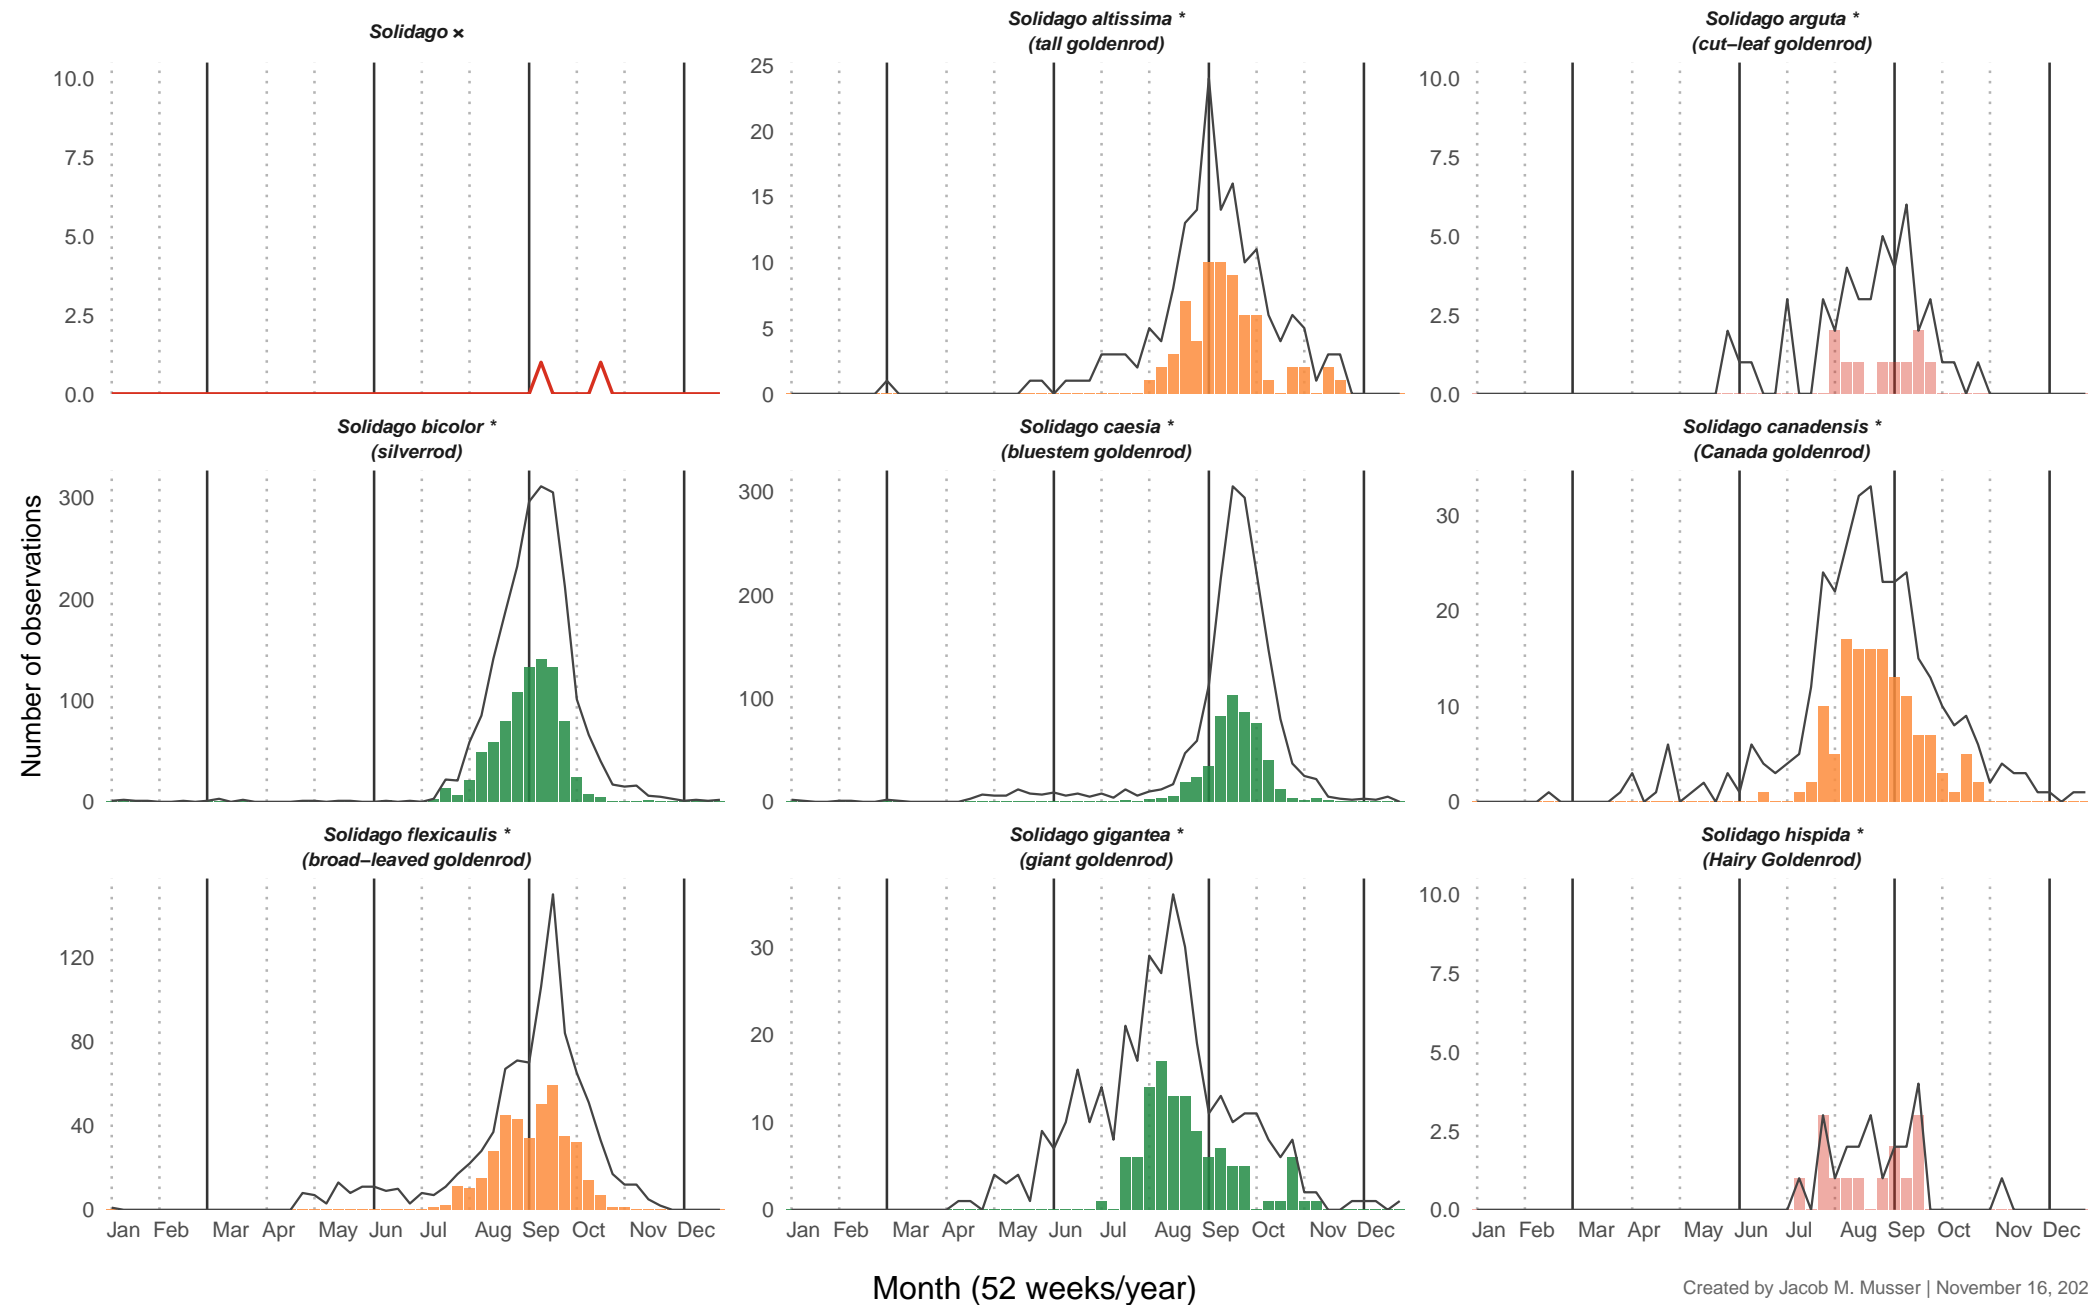 Solidago ×
Solidago altissima *
(tall goldenrod)
Solidago arguta *
(cut–leaf goldenrod)
10.0
7.5
5.0
2.5
0.0
25
20
15
10
5
0
10.0
7.5
5.0
2.5
0.0
Solidago bicolor *
(silverrod)
Solidago caesia *
(bluestem goldenrod)
Solidago canadensis *
(Canada goldenrod)
Number of observations
300
200
100
0
300
200
100
0
30
20
10
0
Solidago flexicaulis *
(broad–leaved goldenrod)
Solidago gigantea *
(giant goldenrod)
Solidago hispida *
(Hairy Goldenrod)
120
80
40
0
30
20
10
0
10.0
7.5
5.0
2.5
0.0
Jan Feb Mar Apr May Jun Jul Aug Sep Oct Nov Dec
Jan Feb Mar Apr May Jun Jul Aug Sep Oct Nov Dec
Jan Feb Mar Apr May Jun Jul Aug Sep Oct Nov Dec
Month (52 weeks/year)
Created by Jacob M. Musser | November 16, 202